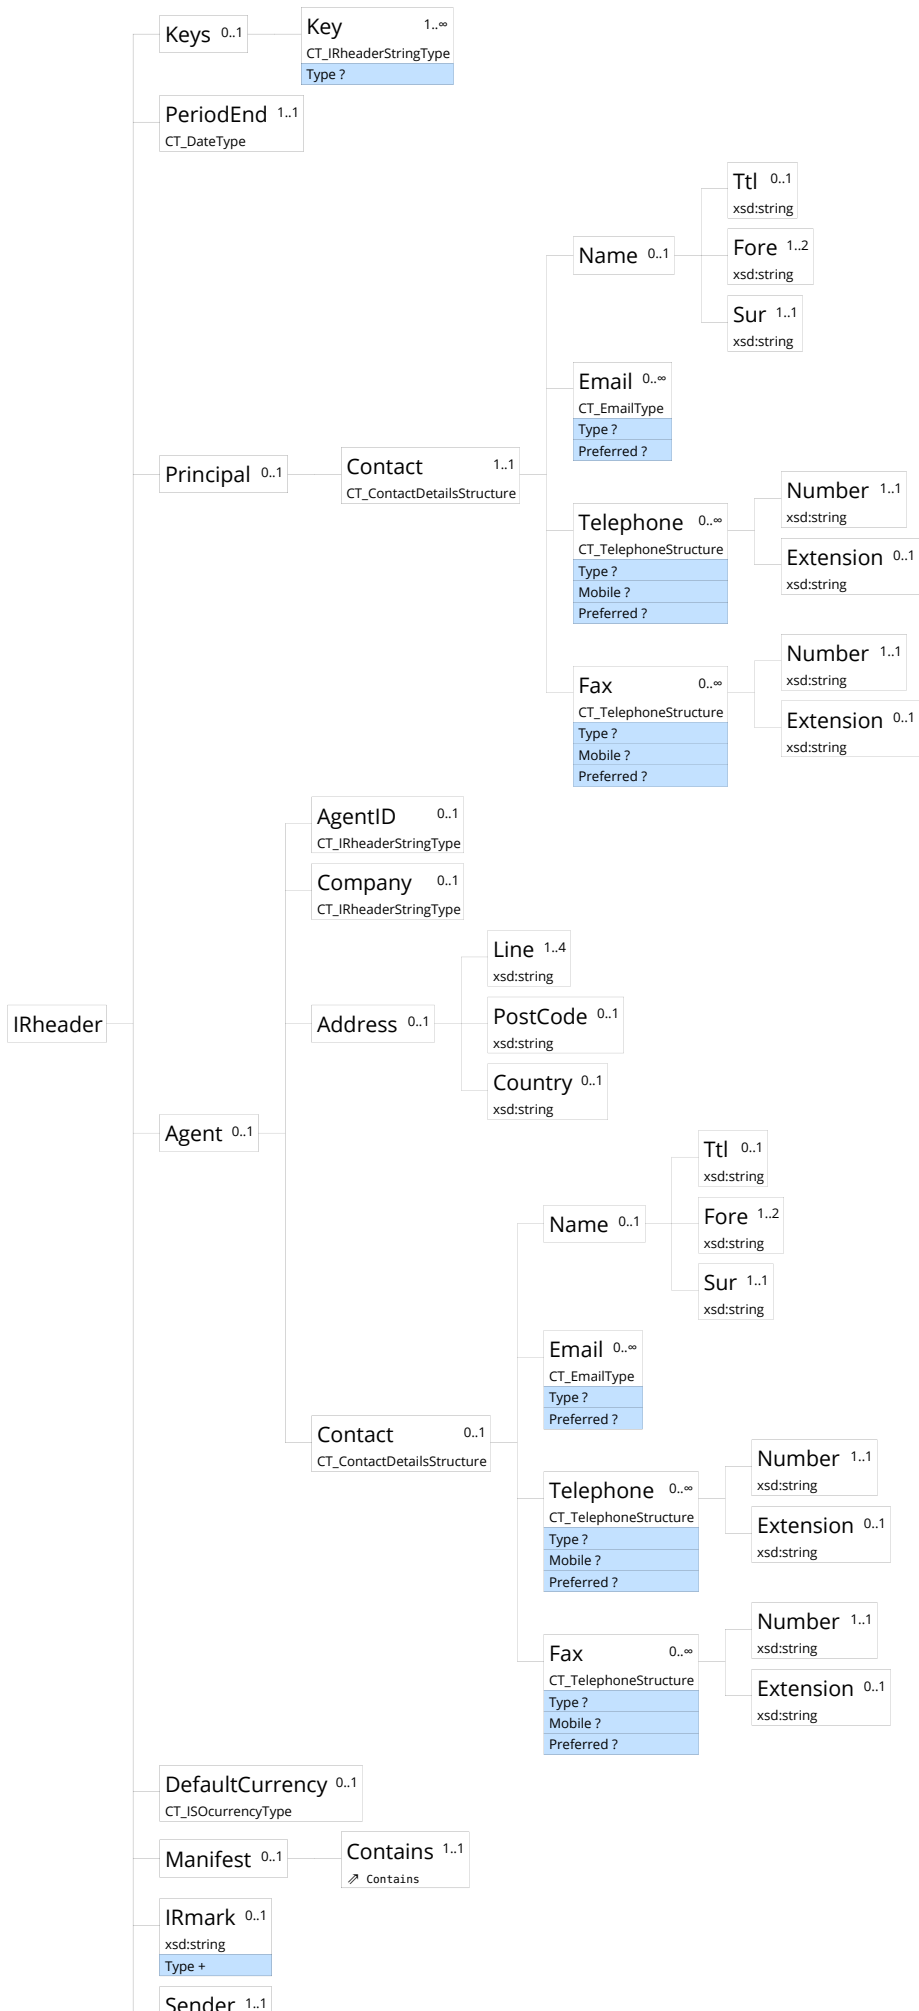 Keys 0..1
Key 1..∞
CT_IRheaderStringType
Type ?
PeriodEnd 1..1
CT_DateType
Ttl 0..1
xsd:string
Name 0..1
Fore 1..2
xsd:string
Sur 1..1
xsd:string
Email 0..∞
CT_EmailType
Type ?
Preferred ?
Principal 0..1
Contact 1..1
CT_ContactDetailsStructure
Telephone 0..∞
CT_TelephoneStructure
Type ?
Mobile ?
Preferred ?
Number 1..1
xsd:string
Extension 0..1
xsd:string
Fax 0..∞
CT_TelephoneStructure
Type ?
Mobile ?
Preferred ?
Number 1..1
xsd:string
Extension 0..1
xsd:string
AgentID 0..1
CT_IRheaderStringType
Company 0..1
CT_IRheaderStringType
IRheader
Address 0..1
Line 1..4
xsd:string
PostCode 0..1
xsd:string
Country 0..1
xsd:string
Agent 0..1
Ttl 0..1
xsd:string
Name 0..1
Fore 1..2
xsd:string
Sur 1..1
xsd:string
Email 0..∞
CT_EmailType
Type ?
Preferred ?
Contact 0..1
CT_ContactDetailsStructure
Telephone 0..∞
CT_TelephoneStructure
Type ?
Mobile ?
Preferred ?
Number 1..1
xsd:string
Extension 0..1
xsd:string
Fax 0..∞
CT_TelephoneStructure
Type ?
Mobile ?
Preferred ?
Number 1..1
xsd:string
Extension 0..1
xsd:string
DefaultCurrency 0..1
CT_ISOcurrencyType
Manifest 0..1
Contains 1..1
⇗ Contains
IRmark 0..1
xsd:string
Type +
Sender 1..1